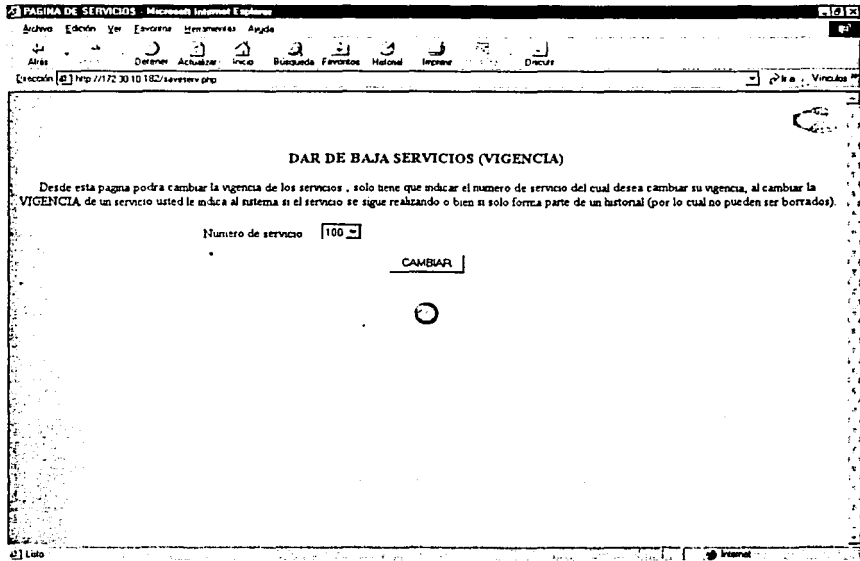 PAGINA DE SERVICIOS - Microsoft Internet Explorer
Archivo Edición Ver Favoritos Herramientas Ayuda
Atrás Detener Actualizar Inicio Búsqueda Favoritos Historial Imprimir Discutir
Dirección http://172.30.10.182/saveserv.php Ir a Vínculos »
DAR DE BAJA SERVICIOS (VIGENCIA)
Desde esta pagina podra cambiar la vigencia de los servicios , solo tiene que indicar el numero de servicio del cual desea cambiar su vigencia, al cambiar la
VIGENCIA de un servicio usted le indica al sistema si el servicio se sigue realizando o bien si solo forma parte de un historial (por lo cual no pueden ser borrados).
Numero de servicio 100
CAMBIAR
Listo Internet